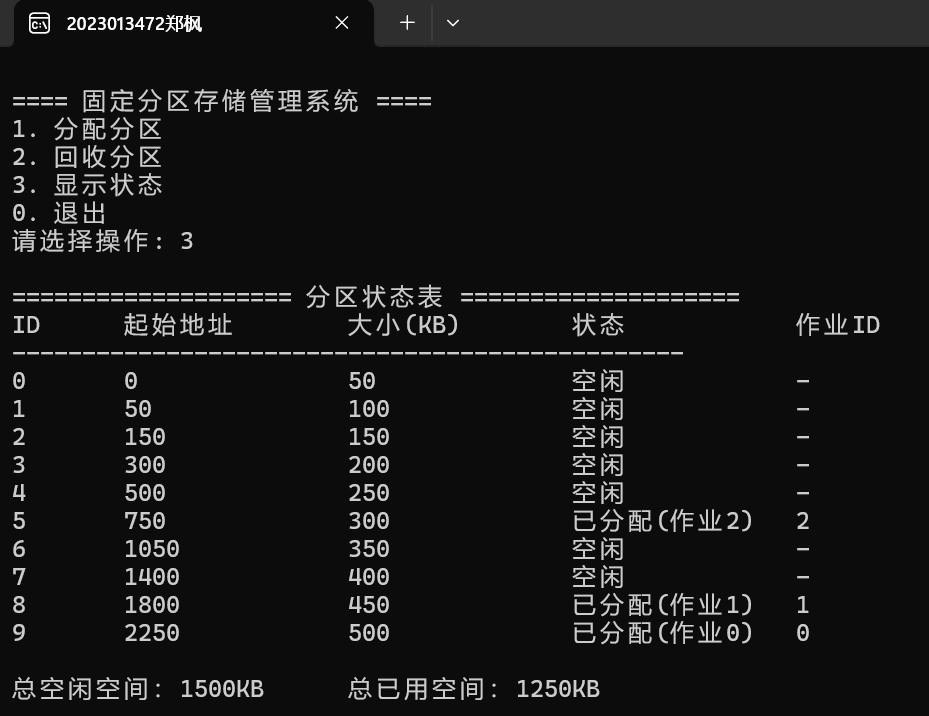 2023013472郑枫
==== 固定分区存储管理系统 ====
1. 分配分区
2. 回收分区
3. 显示状态
0. 退出
请选择操作: 3
==================== 分区状态表 ====================
ID 起始地址 大小(KB) 状态 作业ID
------------------------------------------------
0 0 50 空闲 -
1 50 100 空闲 -
2 150 150 空闲 -
3 300 200 空闲 -
4 500 250 空闲 -
5 750 300 已分配(作业2) 2
6 1050 350 空闲 -
7 1400 400 空闲 -
8 1800 450 已分配(作业1) 1
9 2250 500 已分配(作业0) 0
总空闲空间: 1500KB 总已用空间: 1250KB